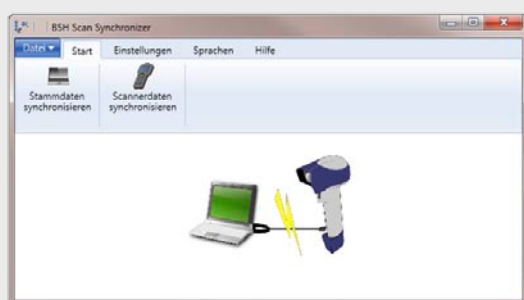 BSH Scan Synchronizer
Datei Start Einstellungen Sprachen Hilfe
Stammdaten Scannerdaten
synchronisieren synchronisieren